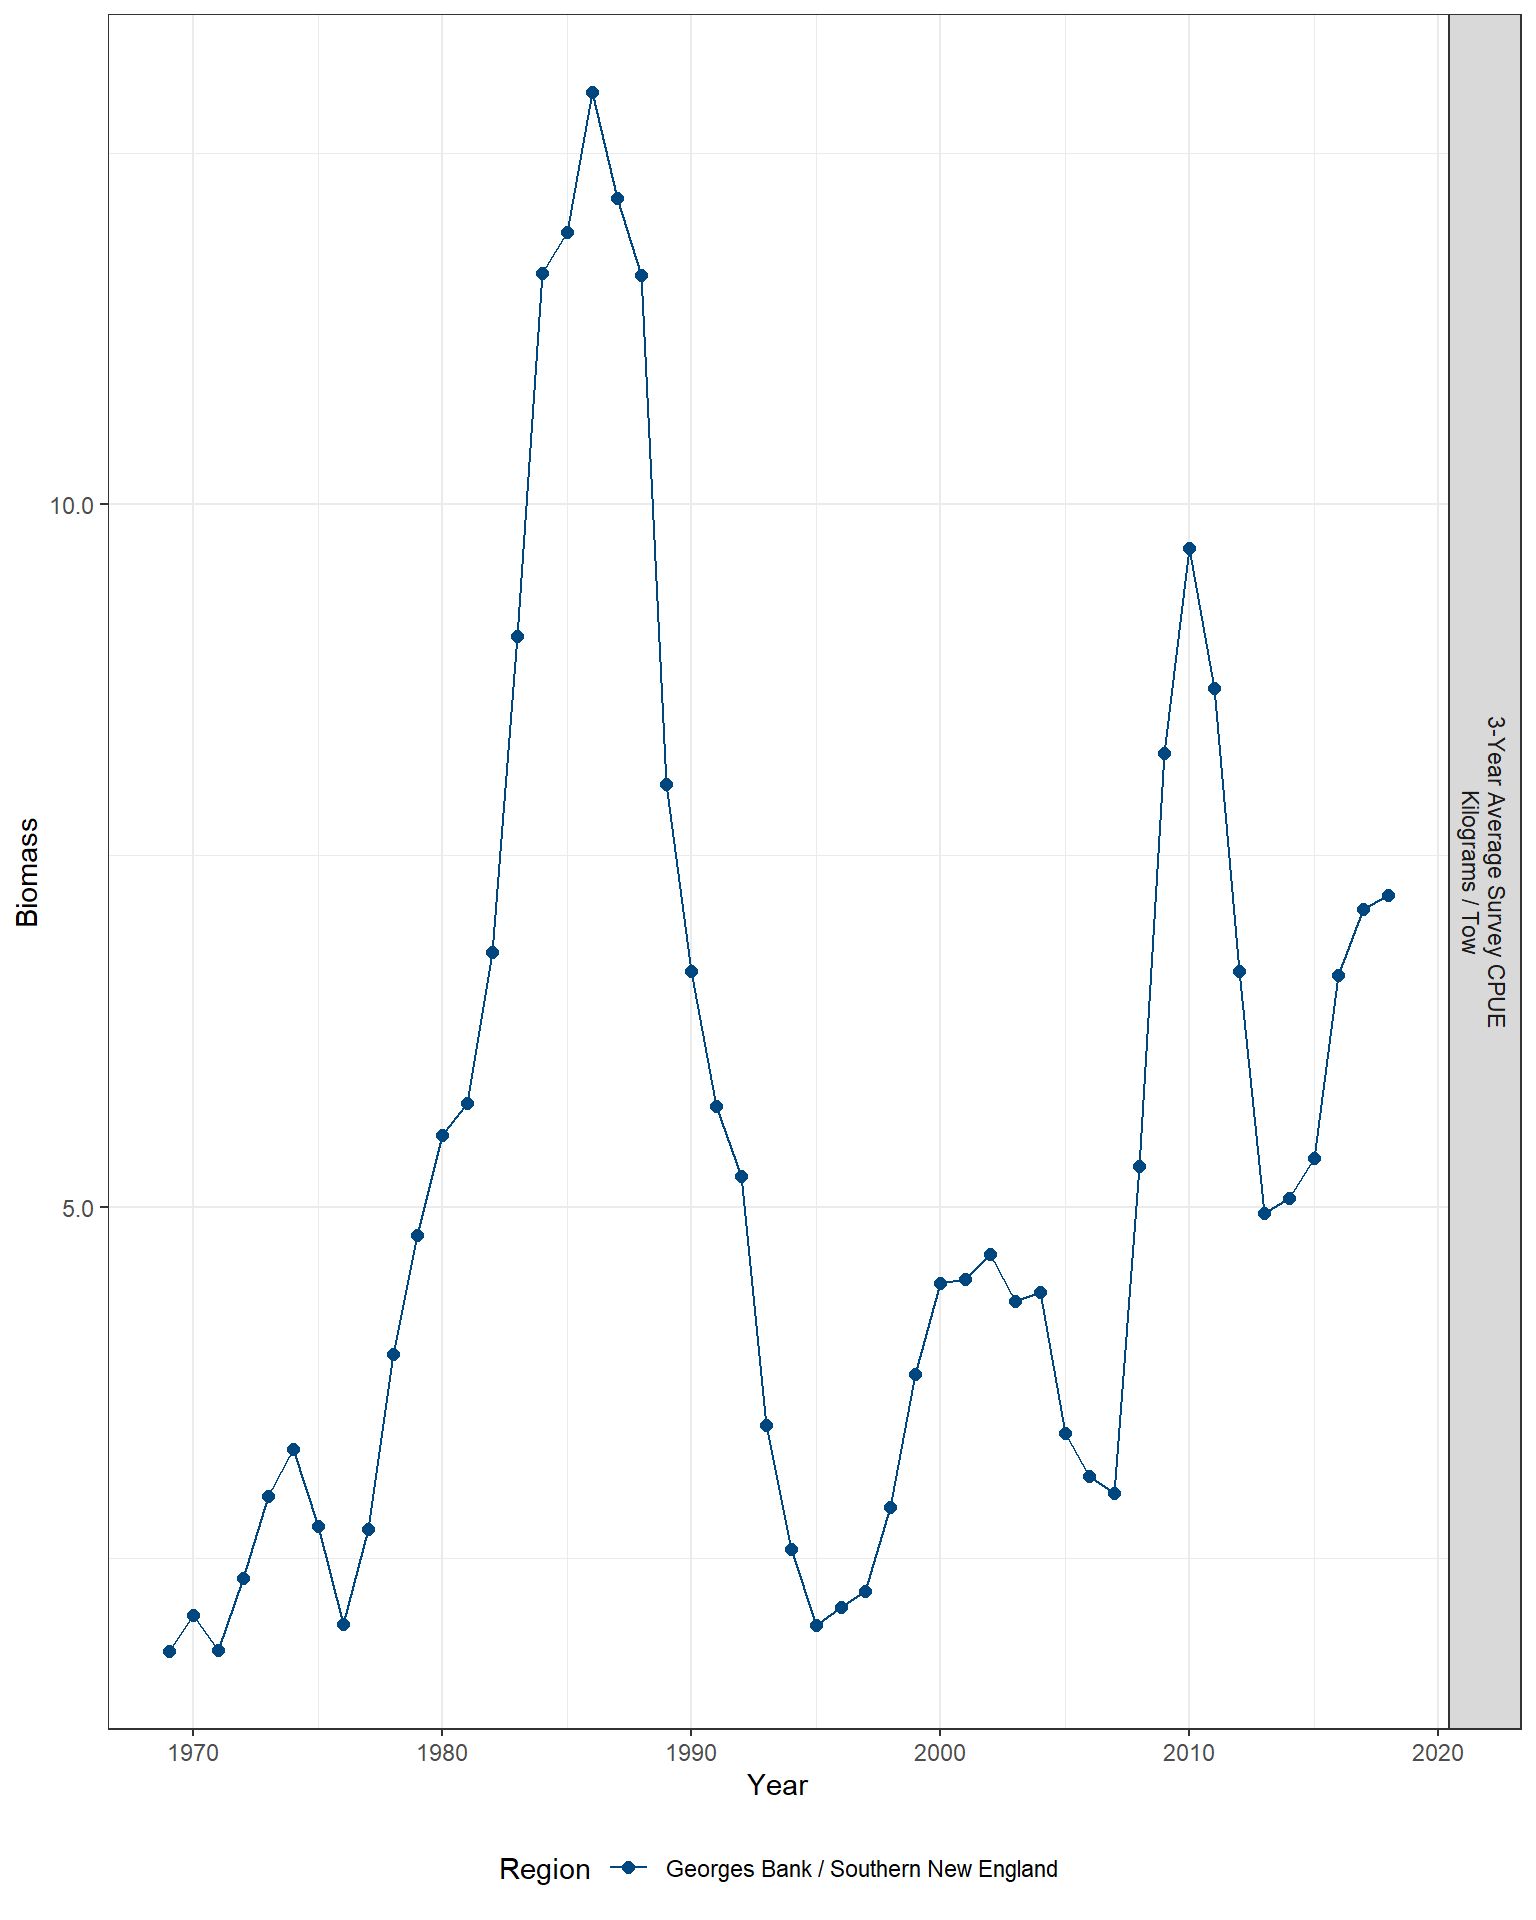 10.0
5.0
Biomass
3-Year Average Survey CPUE
Kilograms / Tow
1970 1980 1990 2000 2010 2020
Year
Region Georges Bank / Southern New England